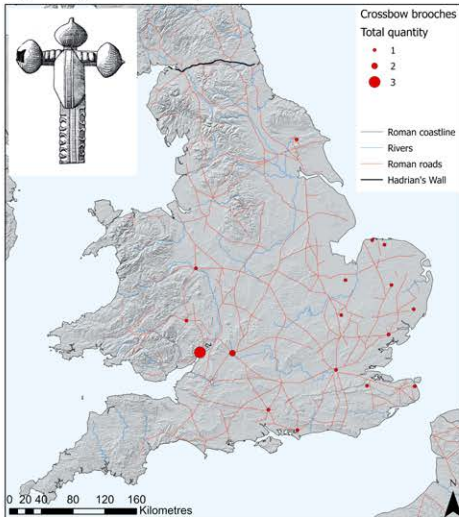 Crossbow brooches
Total quantity
1
2
3
Roman coastline
Rivers
Roman roads
Hadrian's Wall
N
0 20 40 80 120 160
Kilometres